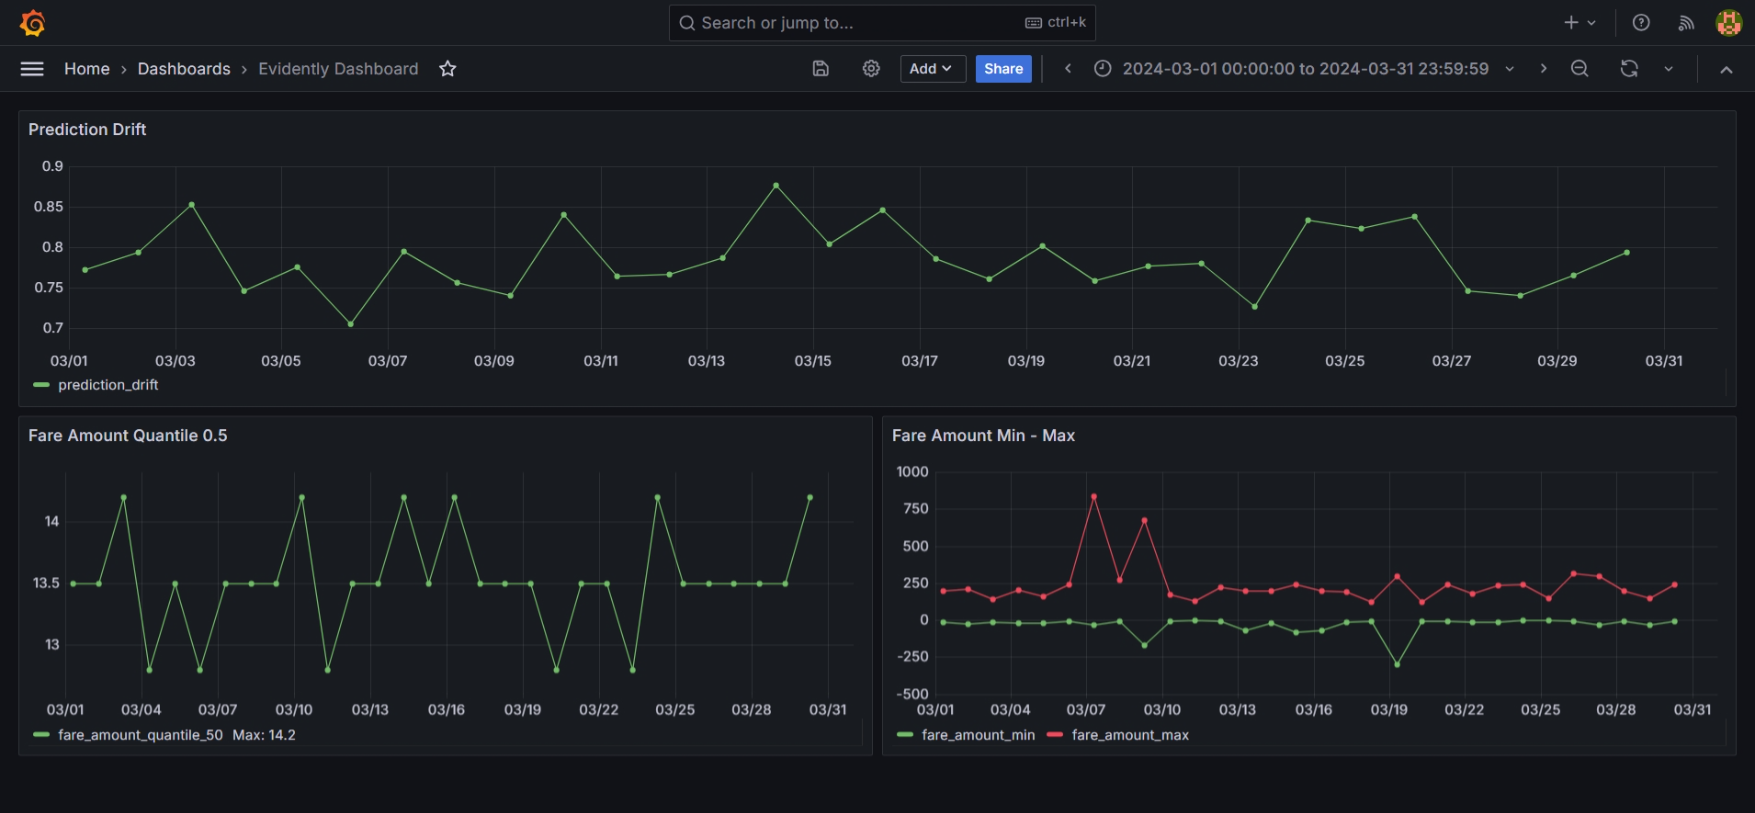 Search or jump to... ctrl+k
Home › Dashboards › Evidently Dashboard Add Share 2024-03-01 00:00:00 to 2024-03-31 23:59:59
Prediction Drift
0.9
0.85
0.8
0.75
0.7
03/01 03/03 03/05 03/07 03/09 03/11 03/13 03/15 03/17 03/19 03/21 03/23 03/25 03/27 03/29 03/31
prediction_drift
Fare Amount Quantile 0.5
14
13.5
13
03/01 03/04 03/07 03/10 03/13 03/16 03/19 03/22 03/25 03/28 03/31
fare_amount_quantile_50 Max: 14.2
Fare Amount Min - Max
1000
750
500
250
0
-250
-500
03/01 03/04 03/07 03/10 03/13 03/16 03/19 03/22 03/25 03/28 03/31
fare_amount_min fare_amount_max